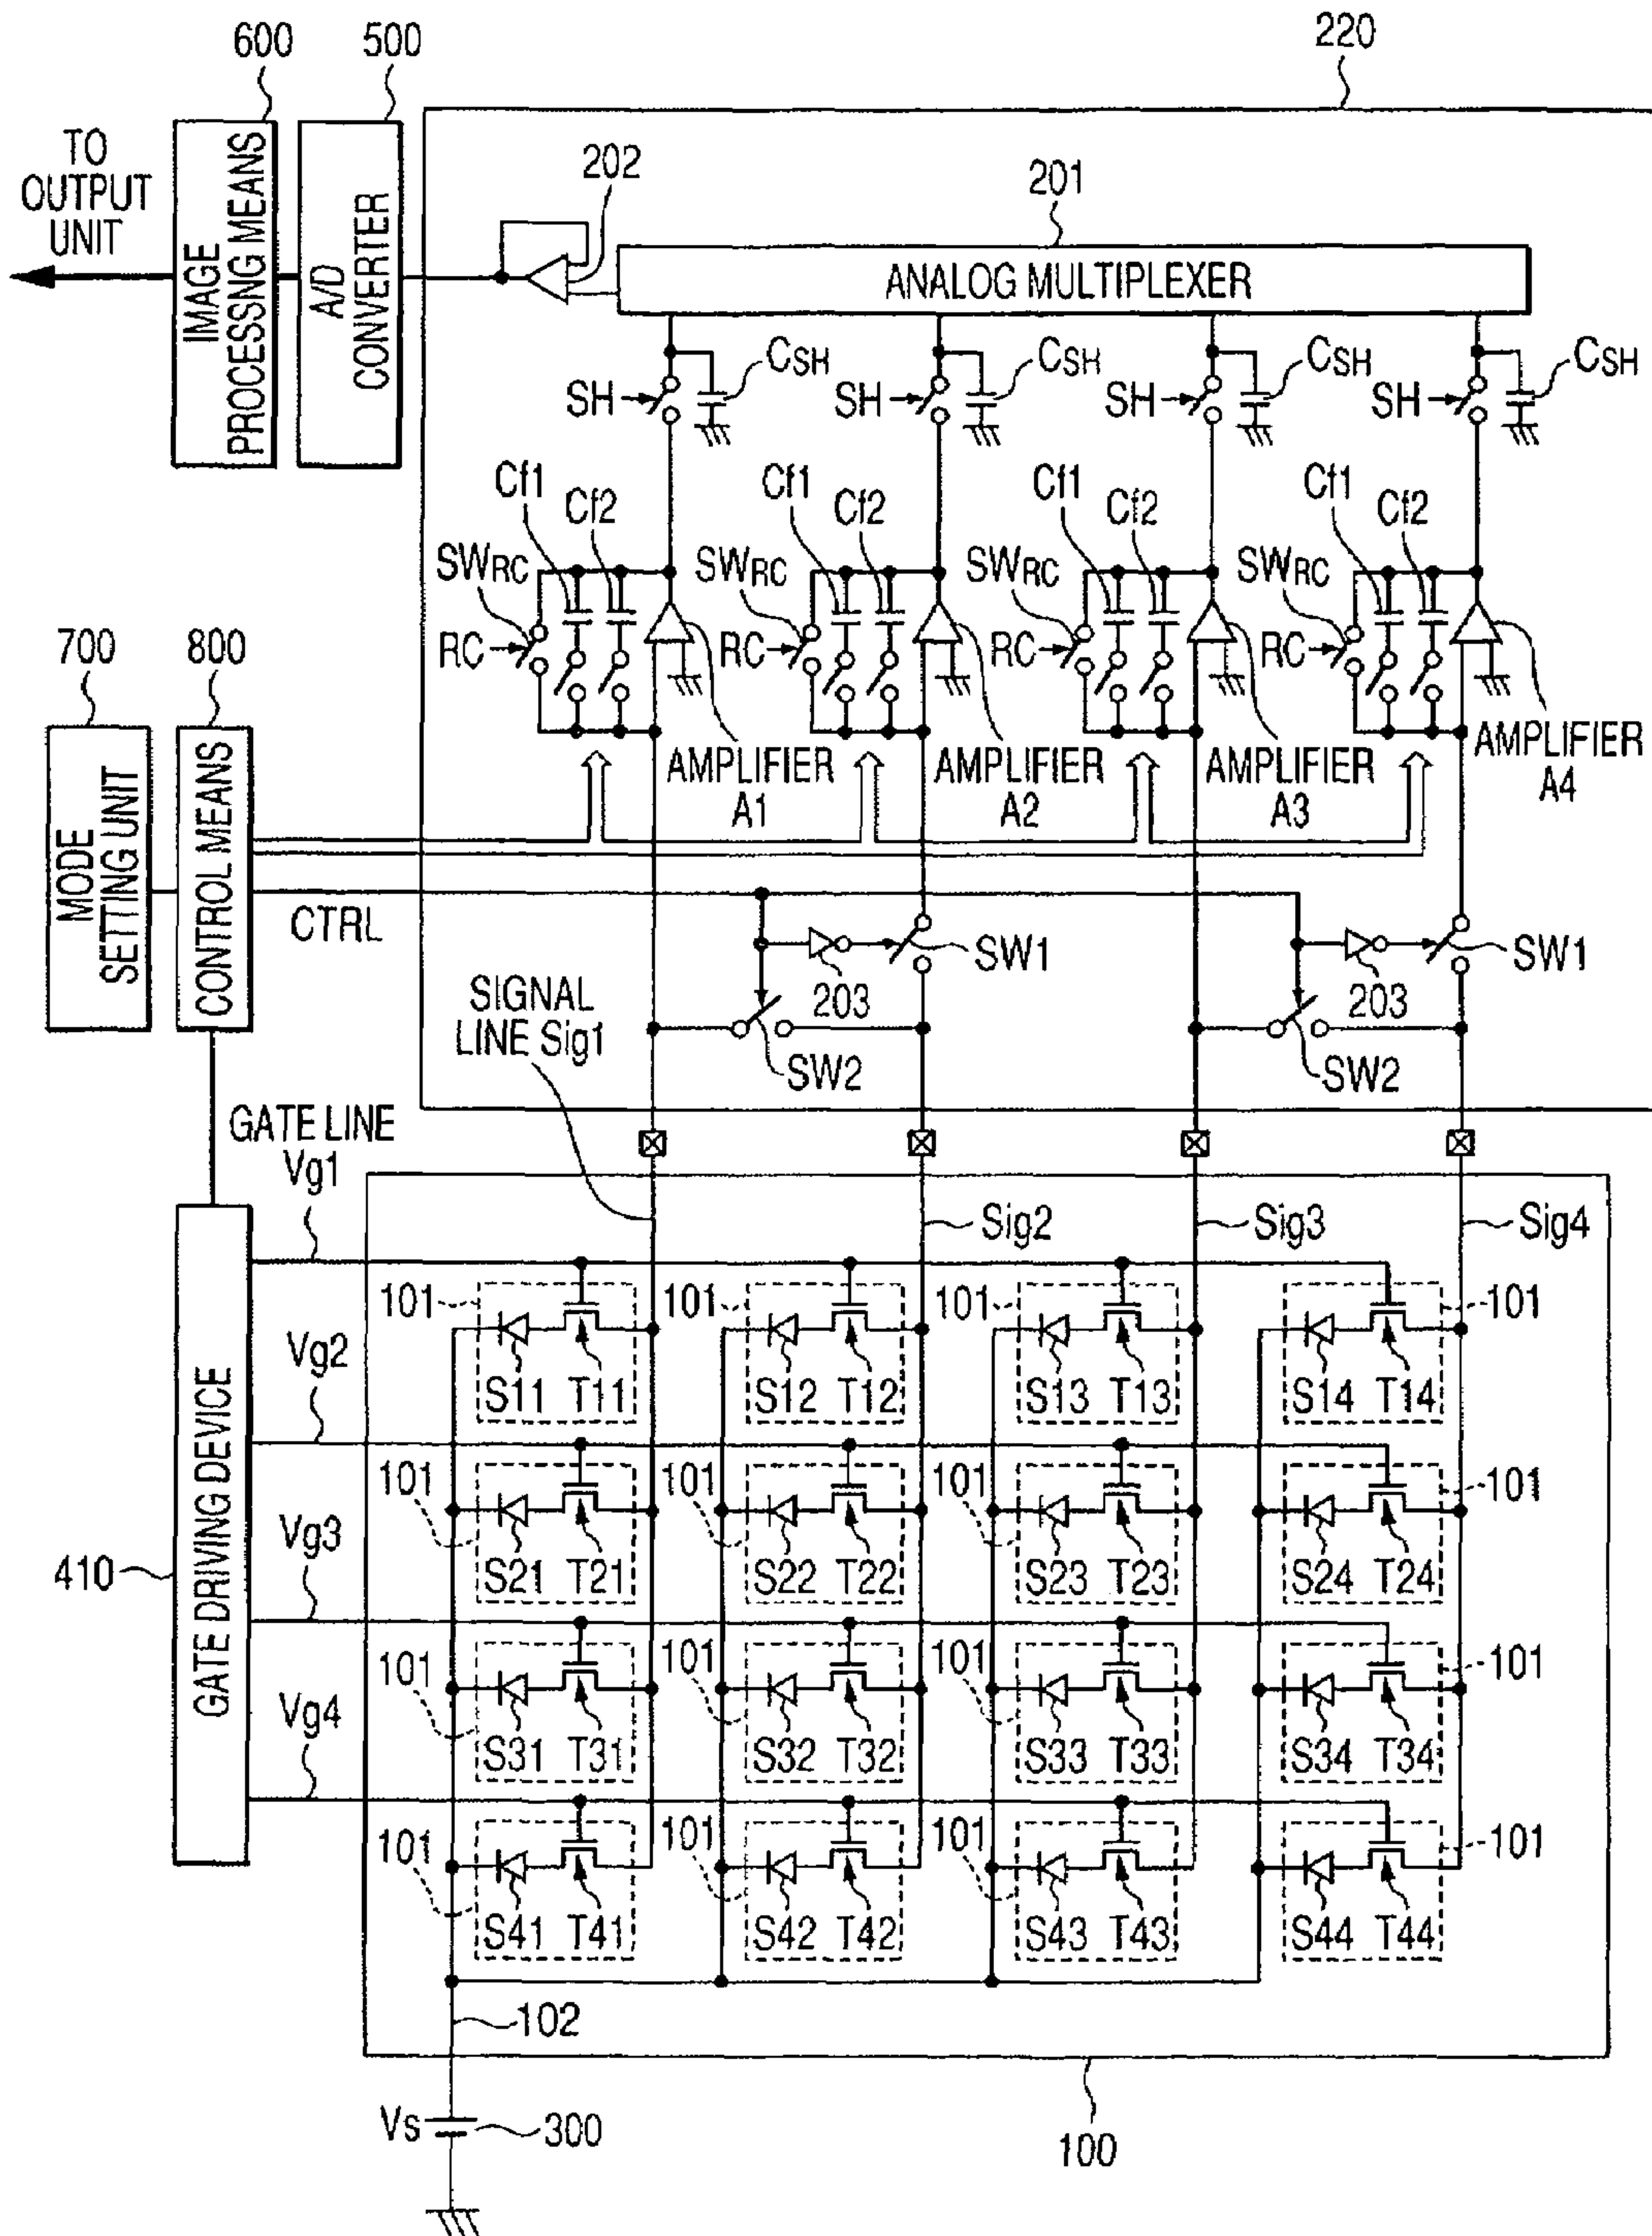 600
500
220
TO
OUTPUT
UNIT
IMAGE
PROCESSNG MEANS
A/D
CONVERTER
202
201
ANALOG MULTIPLEXER
SH
CSH
SH
CSH
SH
CSH
SH
CSH
Cf1
Cf2
Cf1
Cf2
Cf1
Cf2
Cf1
Cf2
SWRC
SWRC
SWRC
SWRC
RC
RC
RC
RC
700
800
MODE
SETTING UNIT
CONTROL MEANS
AMPLIFIER
A1
AMPLIFIER
A2
AMPLIFIER
A3
AMPLIFIER
A4
CTRL
203
SW1
203
SW1
SW2
SW2
SIGNAL
LINE Sig1
GATE LINE
Vg1
Sig2
Sig3
Sig4
101
101
101
101
S11 T11
S12 T12
S13 T13
S14 T14
Vg2
101
101
101
101
S21 T21
S22 T22
S23 T23
S24 T24
Vg3
410
GATE DRIVING DEVICE
101
101
101
101
S31 T31
S32 T32
S33 T33
S34 T34
Vg4
101
101
101
101
S41 T41
S42 T42
S43 T43
S44 T44
102
Vs
300
100